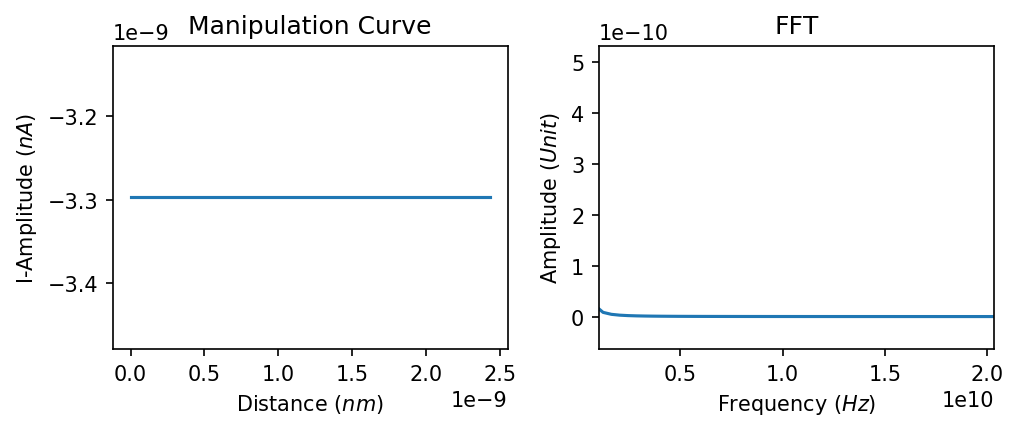 Manipulation Curve
1e−9
I-Amplitude (nA)
−3.2
−3.3
−3.4
0.0 0.5 1.0 1.5 2.0 2.5
1e−9
Distance (nm)
FFT
1e−10
Amplitude (Unit)
5
4
3
2
1
0
0.5 1.0 1.5 2.0
1e10
Frequency (Hz)